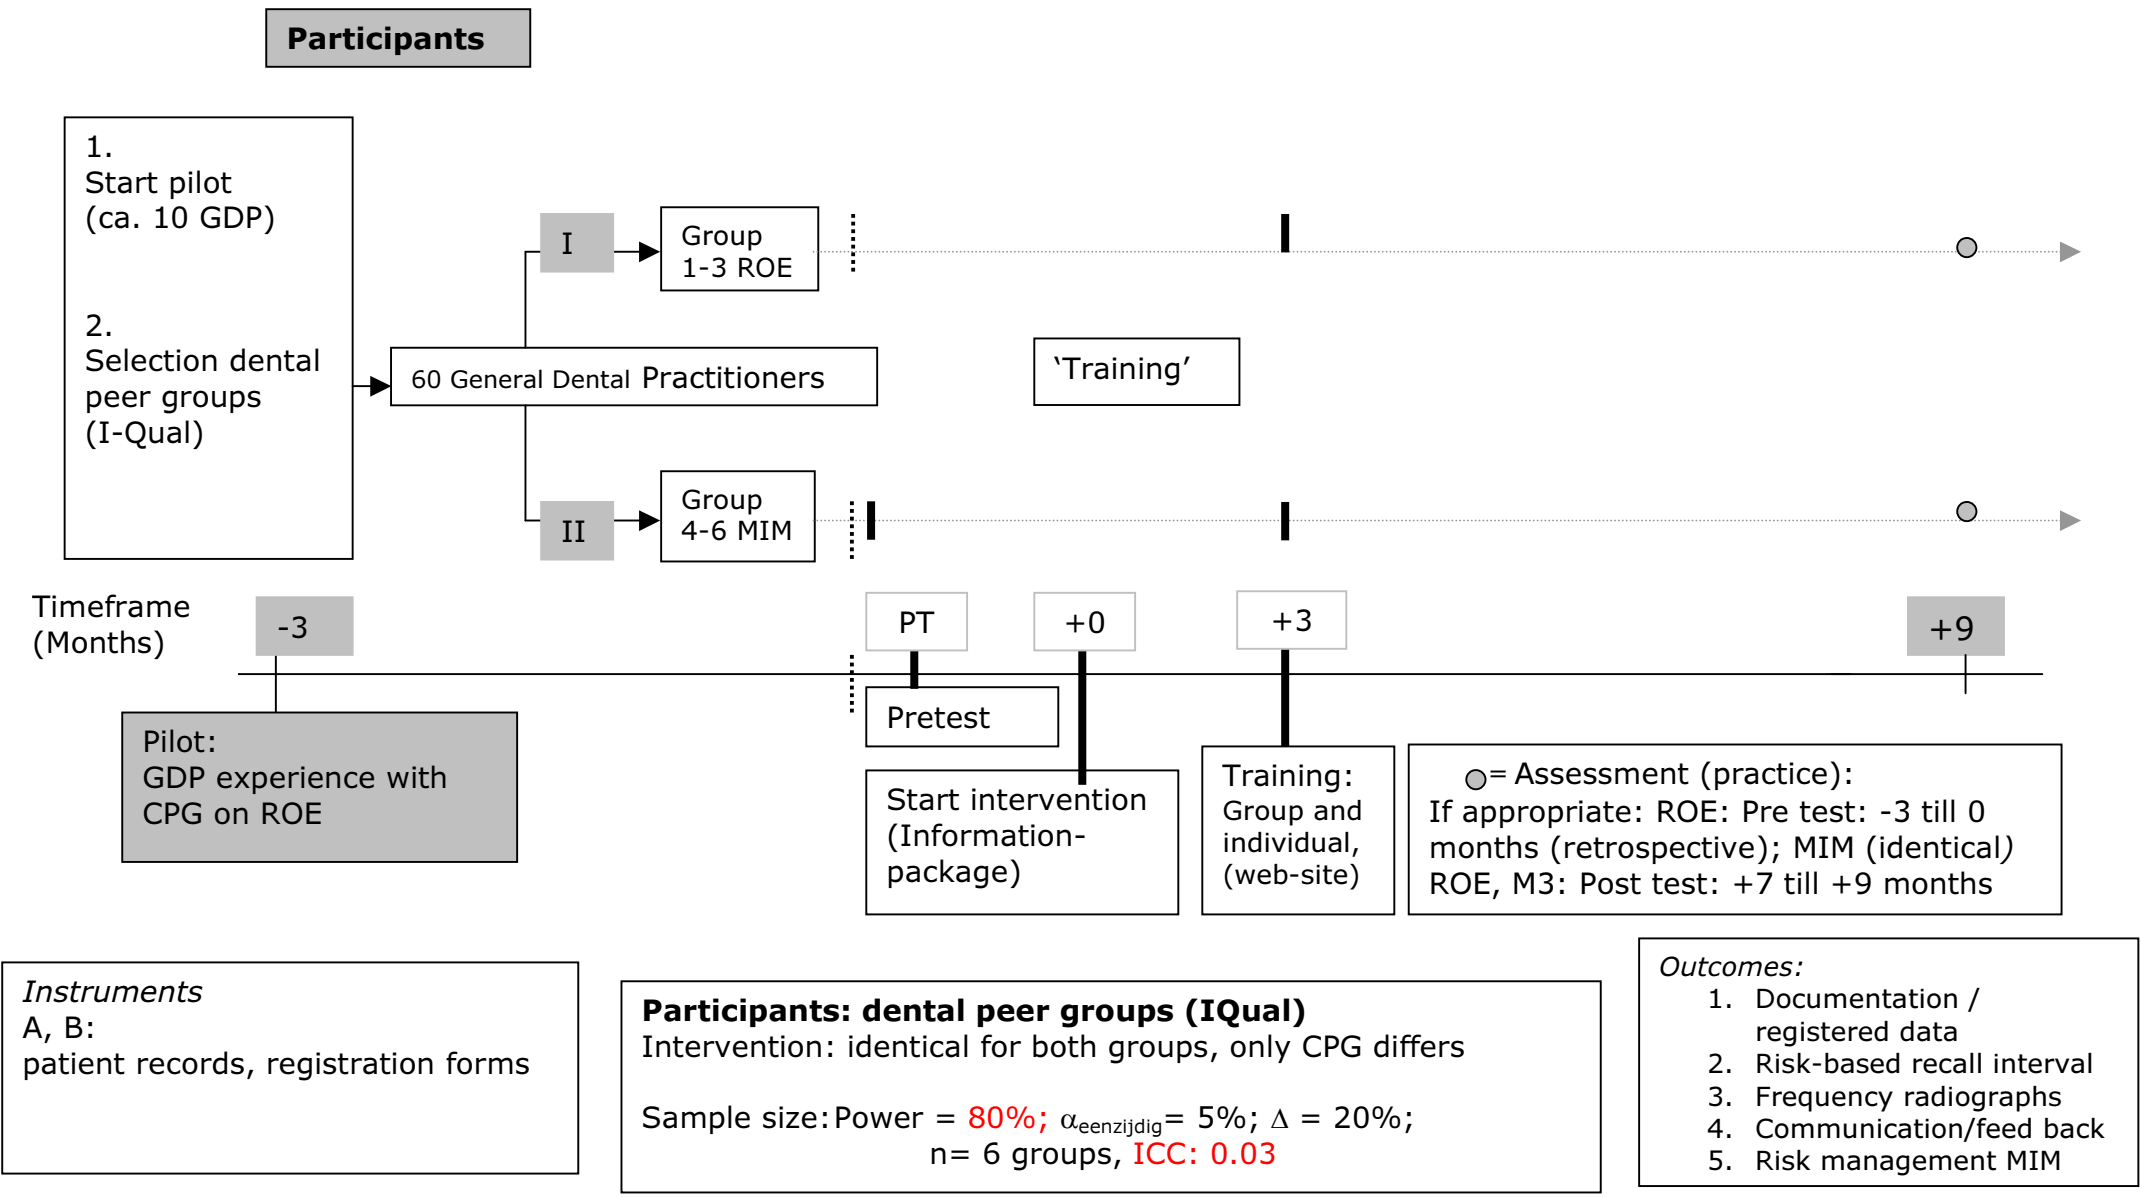 Participants
1.
Start pilot
(ca. 10 GDP)
2.
Selection dental
peer groups
(I-Qual)
60 General Dental Practitioners
I
Group
1-3 ROE
‘Training’
II
Group
4-6 MIM
Timeframe
(Months)
-3
PT
+0
+3
+9
Pilot:
GDP experience with
CPG on ROE
Pretest
Start intervention
(Information-
package)
Training:
Group and
individual,
(web-site)
= Assessment (practice):
If appropriate: ROE: Pre test: -3 till 0
months (retrospective); MIM (identical)
ROE, M3: Post test: +7 till +9 months
Instruments
A, B:
patient records, registration forms
Participants: dental peer groups (IQual)
Intervention: identical for both groups, only CPG differs
Sample size: Power = 80%; αeenzijdig= 5%; Δ = 20%;
n= 6 groups, ICC: 0.03
Outcomes:
1. Documentation /
registered data
2. Risk-based recall interval
3. Frequency radiographs
4. Communication/feed back
5. Risk management MIM